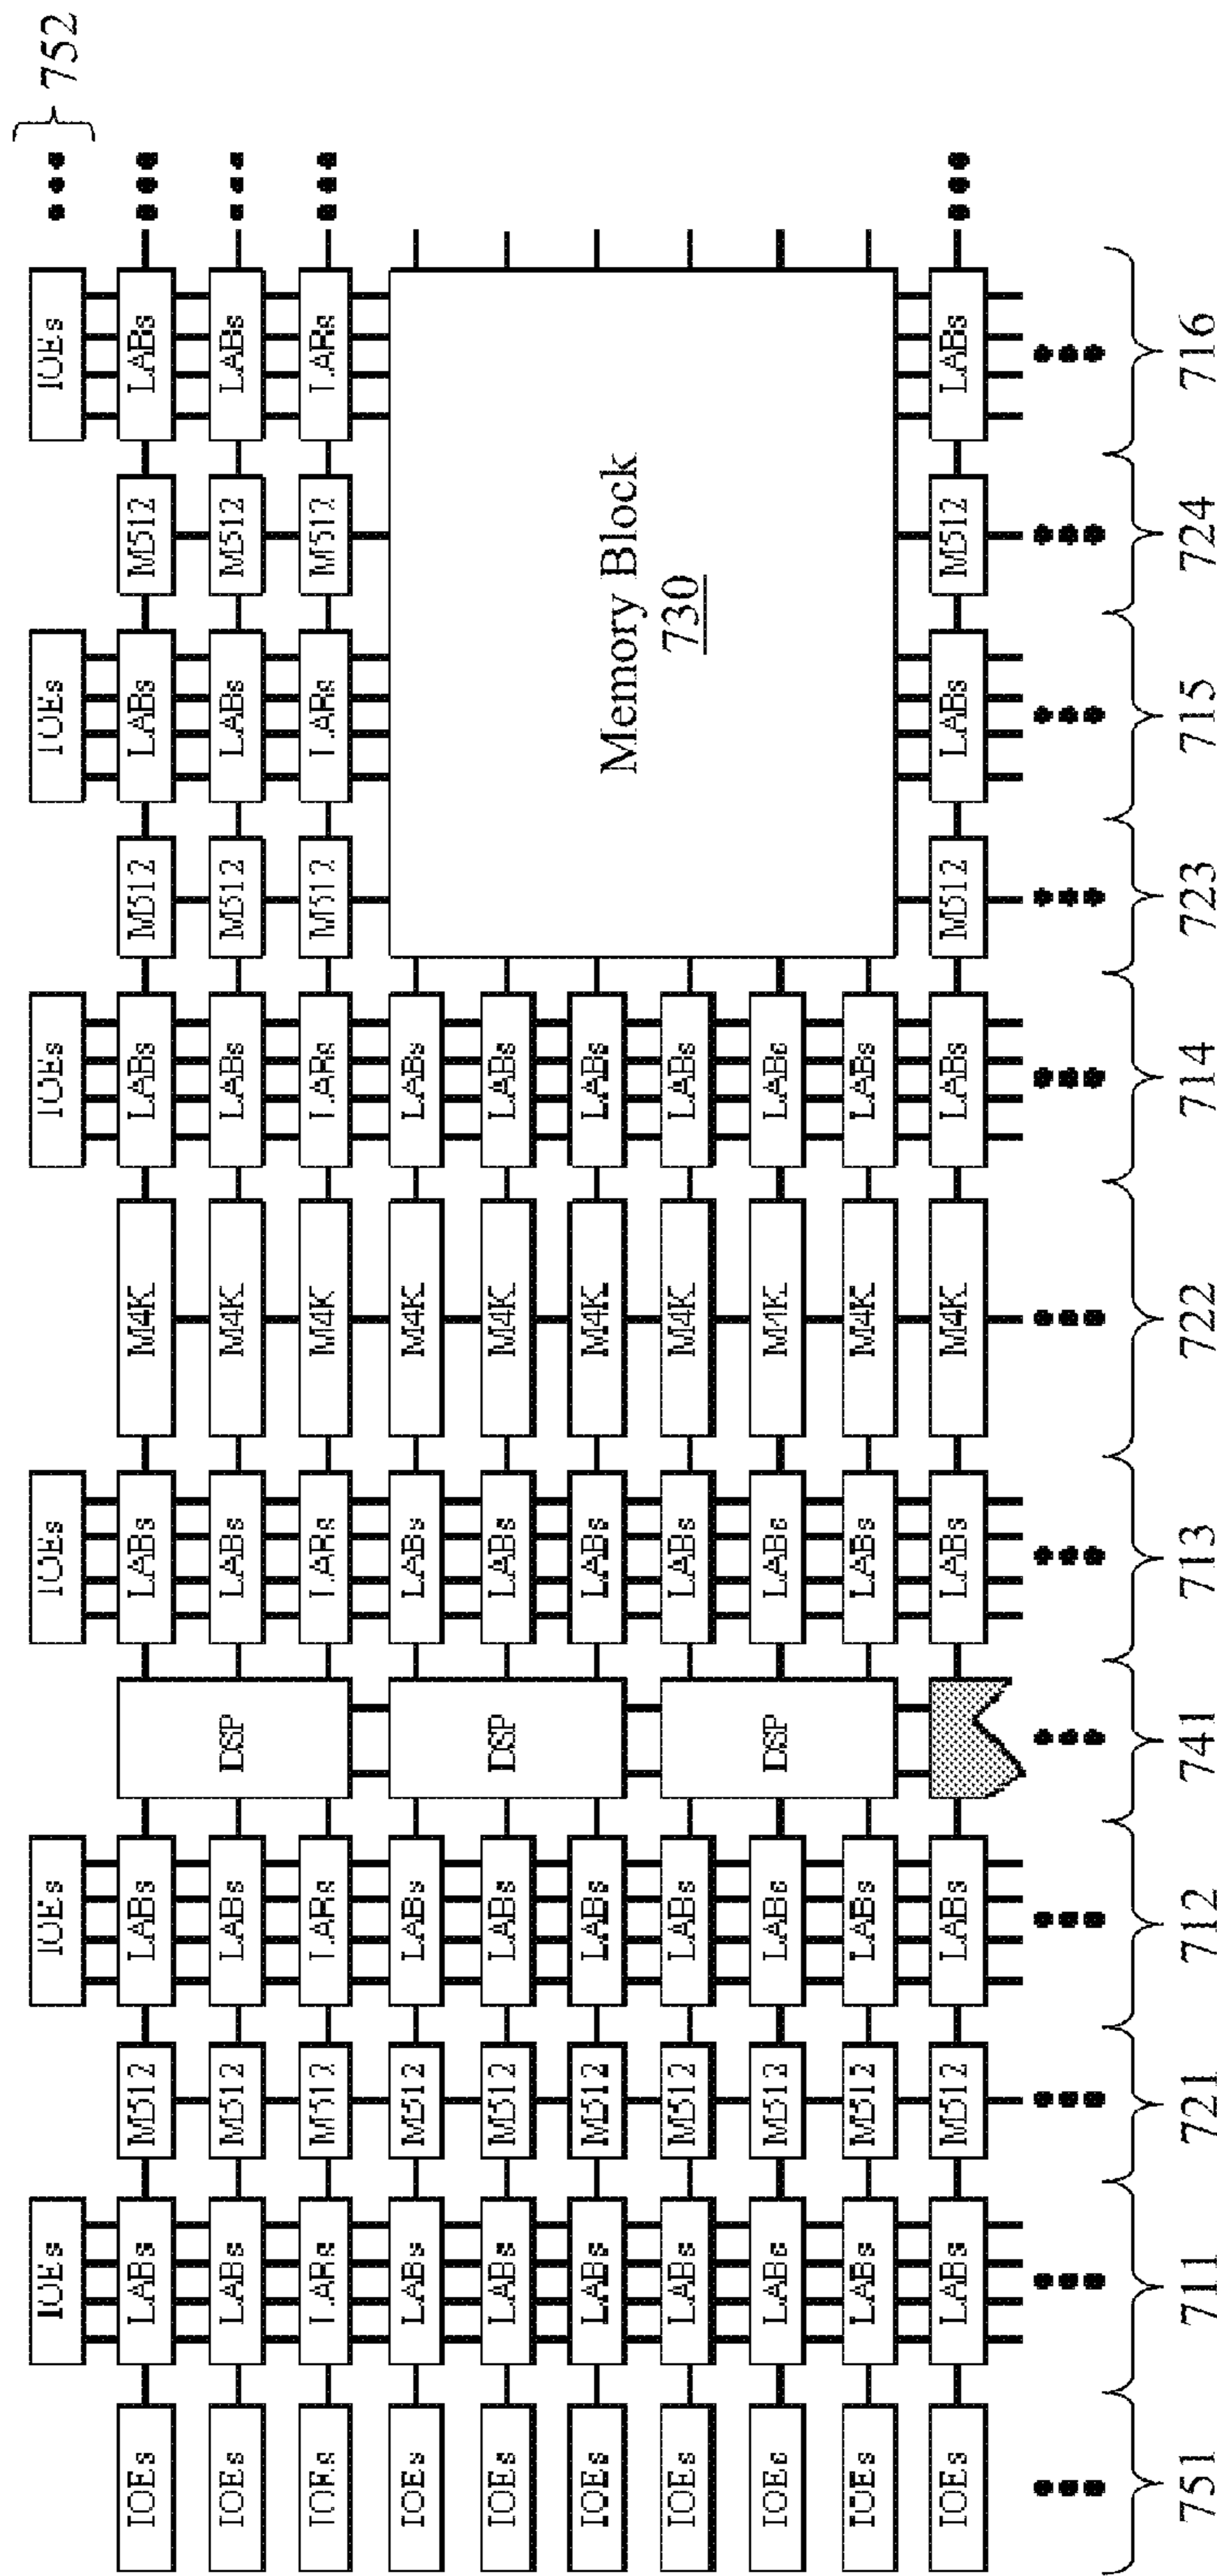 IOEs IOEs IOEs IOEs IOEs IOEs 752
IOEs LABs M512 LABs LABs M4K LABs M512 LABs M512 LABs
IOEs LABs M512 LABs DSP LABs M4K LABs M512 LABs M512 LABs
IOEs LABs M512 LABs LABs M4K LABs M512 LABs M512 LABs
IOEs LABs M512 LABs LABs M4K LABs
IOEs LABs M512 LABs DSP LABs M4K LABs
IOEs LABs M512 LABs LABs M4K LABs Memory Block
IOEs LABs M512 LABs LABs M4K LABs 730
IOEs LABs M512 LABs DSP LABs M4K LABs
IOEs LABs M512 LABs LABs M4K LABs
IOEs LABs M512 LABs LABs M4K LABs M512 LABs M512 LABs
751 711 721 712 741 713 722 714 723 715 724 716